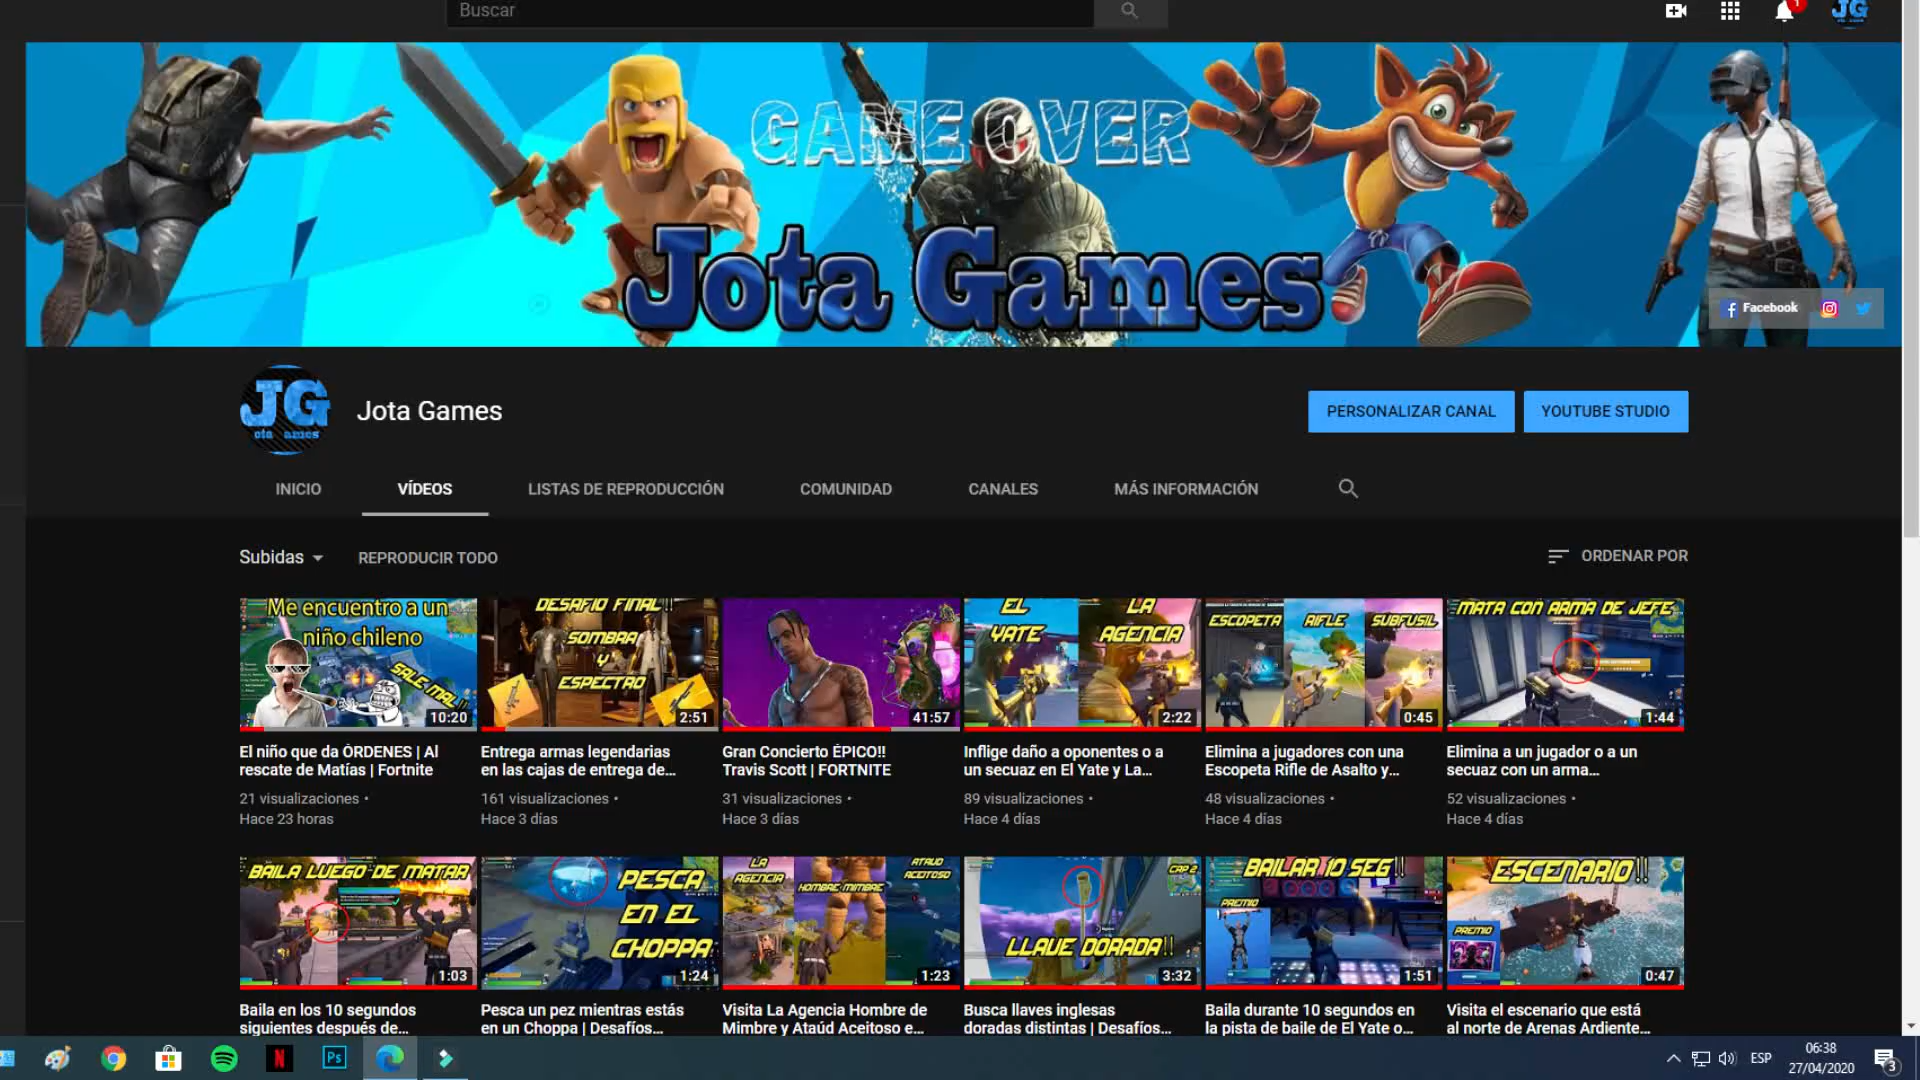 Buscar
1
GAME OVER
Jota Games
Facebook
JG
Jota Games
PERSONALIZAR CANAL
YOUTUBE STUDIO
INICIO
VÍDEOS
LISTAS DE REPRODUCCIÓN
COMUNIDAD
CANALES
MÁS INFORMACIÓN
Subidas
REPRODUCIR TODO
ORDENAR POR
Me encuentro a un
niño chileno
SALE MAL!!
10:20
DESAFIO FINAL!!
SOMBRA
Y
ESPECTRO
2:51
41:57
EL
YATE
LA
AGENCIA
2:22
ESCOPETA
RIFLE
SUBFUSIL
0:45
MATA CON ARMA DE JEFE
1:44
El niño que da ÓRDENES | Al
rescate de Matías | Fortnite
21 visualizaciones •
Hace 23 horas
Entrega armas legendarias
en las cajas de entrega de...
161 visualizaciones •
Hace 3 días
Gran Concierto ÉPICO!!
Travis Scott | FORTNITE
31 visualizaciones •
Hace 3 días
Inflige daño a oponentes o a
un secuaz en El Yate y La...
89 visualizaciones •
Hace 4 días
Elimina a jugadores con una
Escopeta Rifle de Asalto y...
48 visualizaciones •
Hace 4 días
Elimina a un jugador o a un
secuaz con un arma...
52 visualizaciones •
Hace 4 días
BAILA LUEGO DE MATAR
1:03
PESCA
EN EL
CHOPPA
1:24
LA
AGENCIA
HOMBRE MIMBRE
ATAUD
ACEITOSO
1:23
CAP 2
LLAVE DORADA!!
3:32
BAILAR 10 SEG!!
PREMIO
1:51
ESCENARIO!!
PREMIO
0:47
Baila en los 10 segundos
siguientes después de...
Pesca un pez mientras estás
en un Choppa | Desafíos...
Visita La Agencia Hombre de
Mimbre y Ataúd Aceitoso e...
Busca llaves inglesas
doradas distintas | Desafíos...
Baila durante 10 segundos en
la pista de baile de El Yate o...
Visita el escenario que está
al norte de Arenas Ardiente...
Ps
ESP
06:38
27/04/2020
3